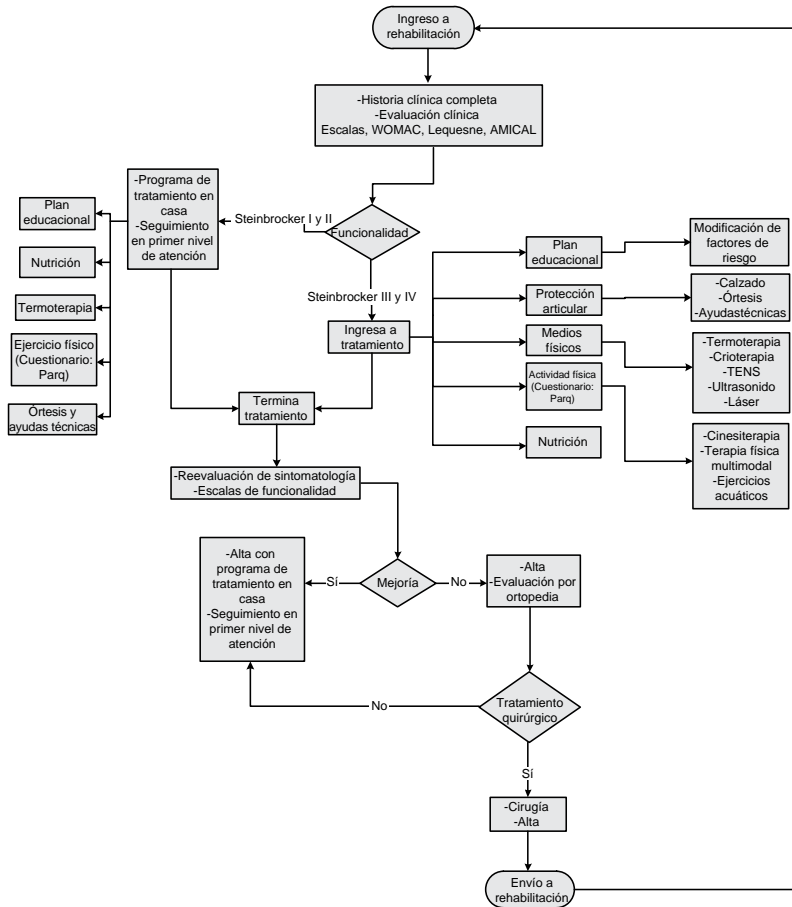 Ingreso a
rehabilitación
-Historia clínica completa
-Evaluación clínica
Escalas, WOMAC, Lequesne, AMICAL
Funcionalidad
Steinbrocker I y II
-Programa de
tratamiento en
casa
-Seguimiento
en primer nivel
de atención
Plan
educacional
Nutrición
Termoterapia
Ejercicio físico
(Cuestionario:
Parq)
Órtesis y
ayudas técnicas
Steinbrocker III y IV
Ingresa a
tratamiento
Plan
educacional
Modificación de
factores de
riesgo
Protección
articular
-Calzado
-Órtesis
-Ayudastécnicas
Medios
físicos
-Termoterapia
-Crioterapia
-TENS
-Ultrasonido
-Láser
Actividad física
(Cuestionario:
Parq)
-Cinesiterapia
-Terapia física
multimodal
-Ejercicios
acuáticos
Nutrición
Termina
tratamiento
-Reevaluación de sintomatología
-Escalas de funcionalidad
Mejoría
Sí
-Alta con
programa de
tratamiento en
casa
-Seguimiento en
primer nivel de
atención
No
-Alta
-Evaluación por
ortopedia
Tratamiento
quirúrgico
No
Sí
-Cirugía
-Alta
Envío a
rehabilitación